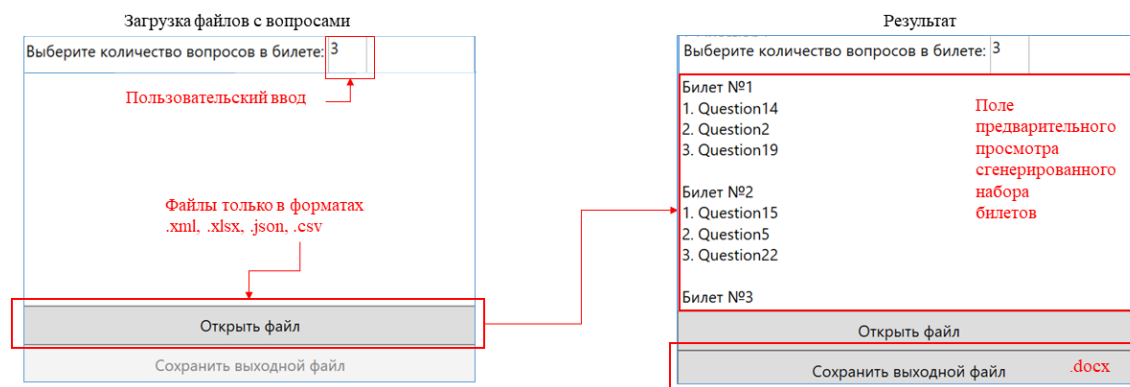 Загрузка файлов с вопросами
Выберите количество вопросов в билете: 3
Пользовательский ввод
Файлы только в форматах
.xml, .xlsx, .json, .csv
Открыть файл
Сохранить выходной файл
Результат
Выберите количество вопросов в билете: 3
Билет №1
1. Question14
2. Question2
3. Question19
Билет №2
1. Question15
2. Question5
3. Question22
Билет №3
Поле
предварительного
просмотра
сгенерированного
набора
билетов
Открыть файл
Сохранить выходной файл .docx